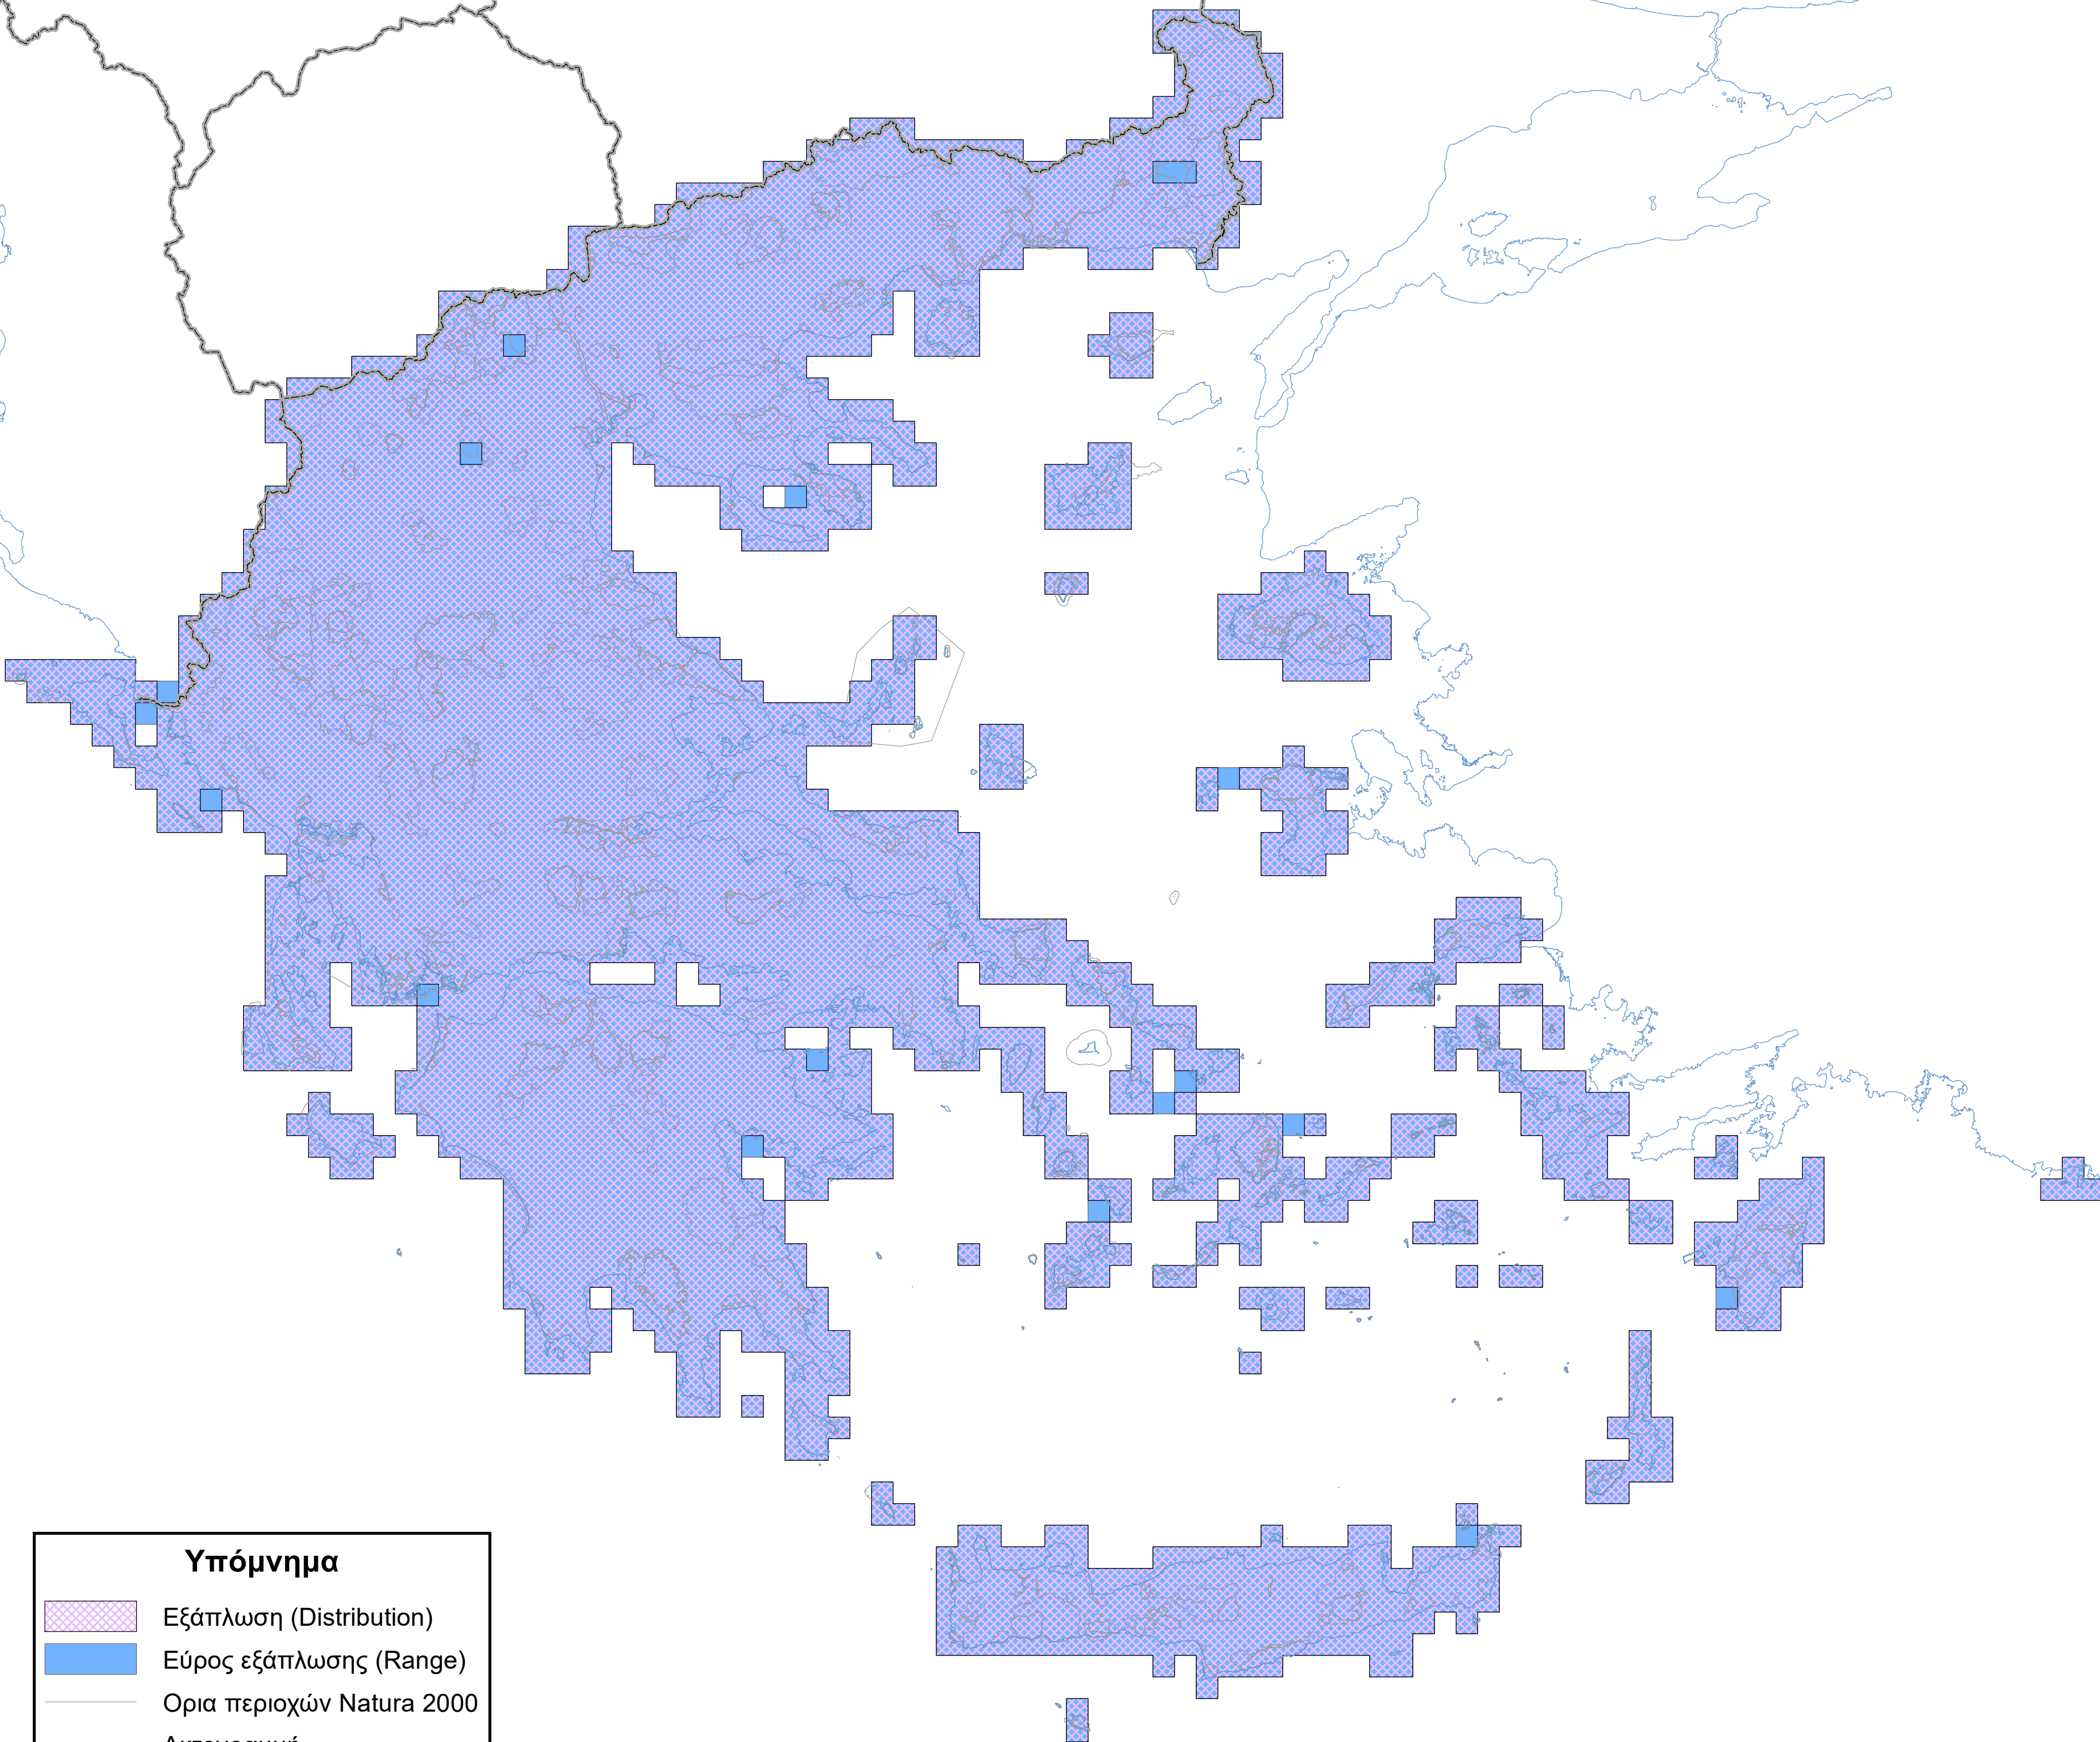 Υπόμνημα
Εξάπλωση (Distribution)
Εύρος εξάπλωσης (Range)
Ορια περιοχών Natura 2000